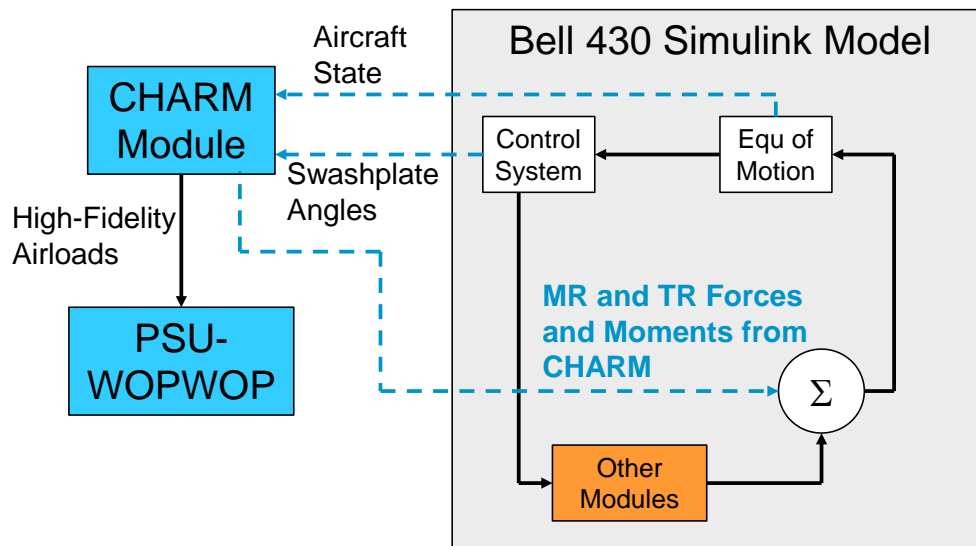 Bell 430 Simulink Model
Aircraft
State
CHARM
Module
Control
System
Equ of
Motion
Swashplate
Angles
High-Fidelity
Airloads
MR and TR Forces
and Moments from
CHARM
PSU-
WOPWOP
Σ
Other
Modules